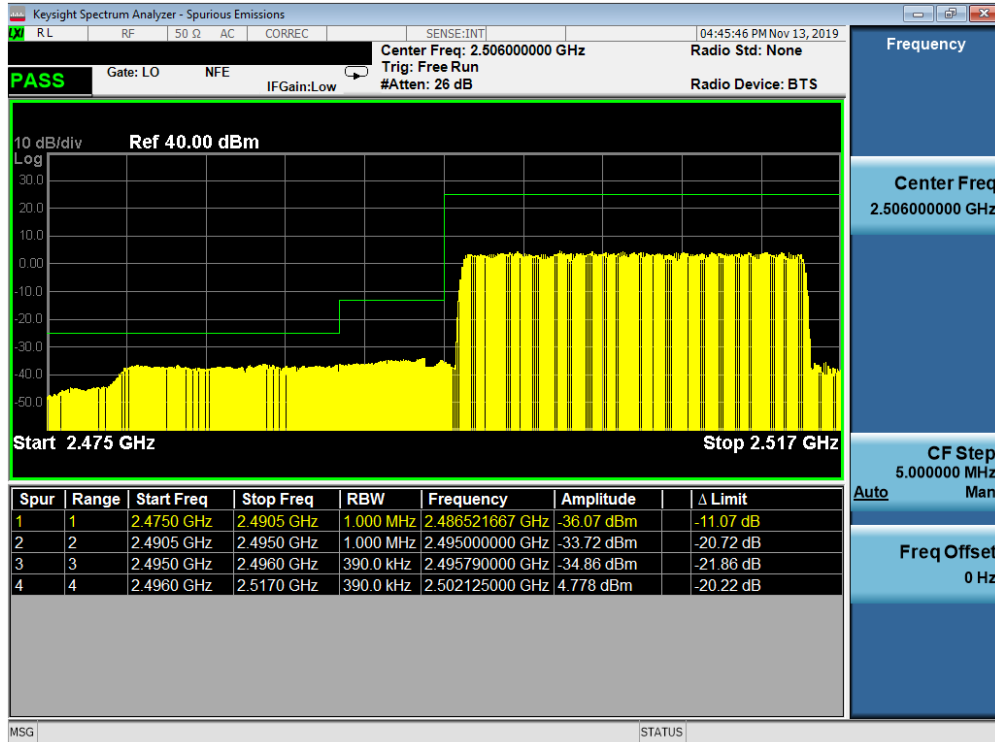 Keysight Spectrum Analyzer - Spurious Emissions
LXI RL RF 50 Ω AC CORREC SENSE:INT 04:45:46 PM Nov 13, 2019
Center Freq: 2.506000000 GHz Radio Std: None
Trig: Free Run
PASS Gate: LO NFE IFGain:Low #Atten: 26 dB Radio Device: BTS
10 dB/div Ref 40.00 dBm
Log
30.0
20.0
10.0
0.00
-10.0
-20.0
-30.0
-40.0
-50.0
Start 2.475 GHz Stop 2.517 GHz
Spur Range Start Freq Stop Freq RBW Frequency Amplitude Δ Limit
1 1 2.4750 GHz 2.4905 GHz 1.000 MHz 2.486521667 GHz -36.07 dBm -11.07 dB
2 2 2.4905 GHz 2.4950 GHz 1.000 MHz 2.495000000 GHz -33.72 dBm -20.72 dB
3 3 2.4950 GHz 2.4960 GHz 390.0 kHz 2.495790000 GHz -34.86 dBm -21.86 dB
4 4 2.4960 GHz 2.5170 GHz 390.0 kHz 2.502125000 GHz 4.778 dBm -20.22 dB
MSG STATUS
Frequency
Center Freq
2.506000000 GHz
CF Step
5.000000 MHz
Auto Man
Freq Offset
0 Hz